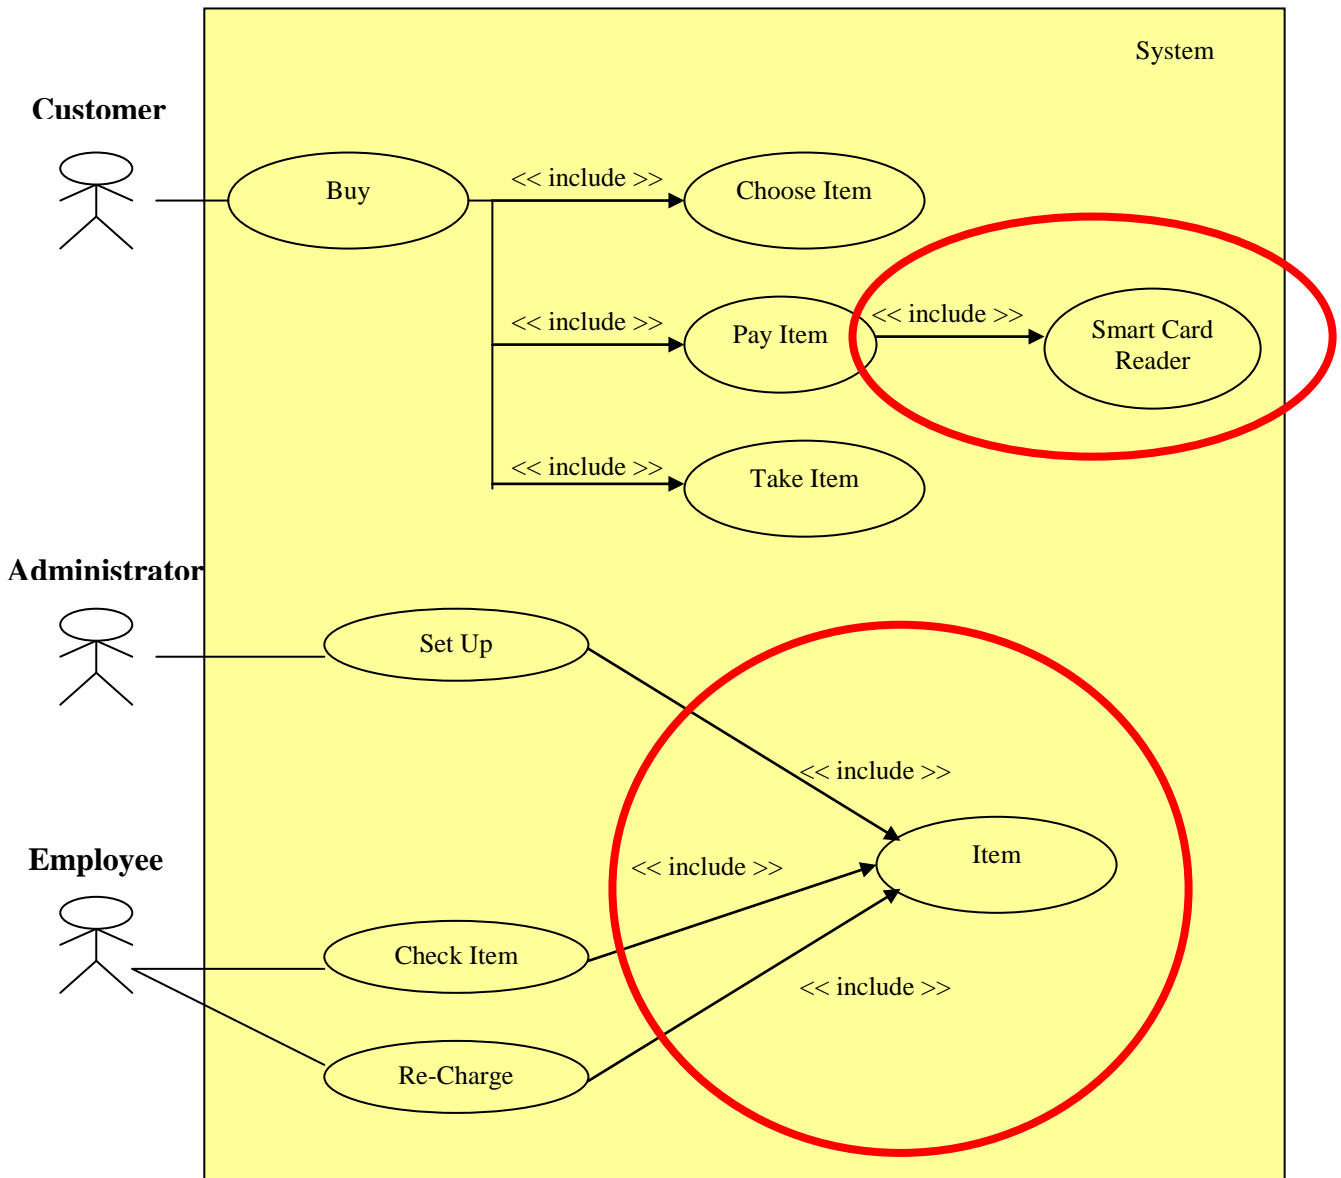 System
Customer
Buy
<< include >>
Choose Item
<< include >>
Pay Item
<< include >>
Smart Card
Reader
<< include >>
Take Item
Administrator
Set Up
<< include >>
Employee
<< include >>
Item
Check Item
<< include >>
Re-Charge